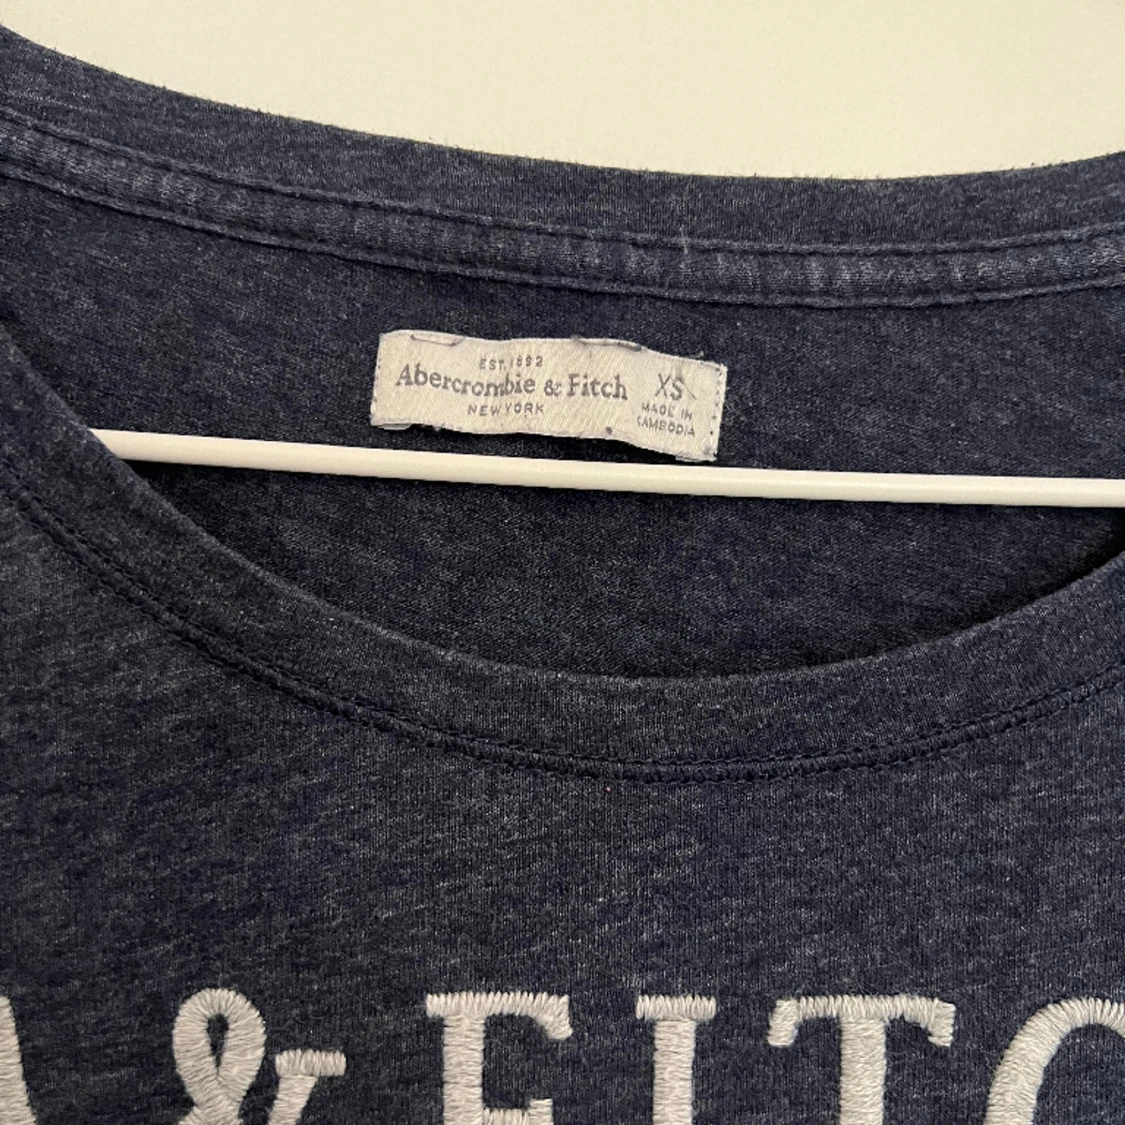 EST. 1892
Abercrombie & Fitch
NEW YORK
XS
MADE IN
CAMBODIA
& FITC